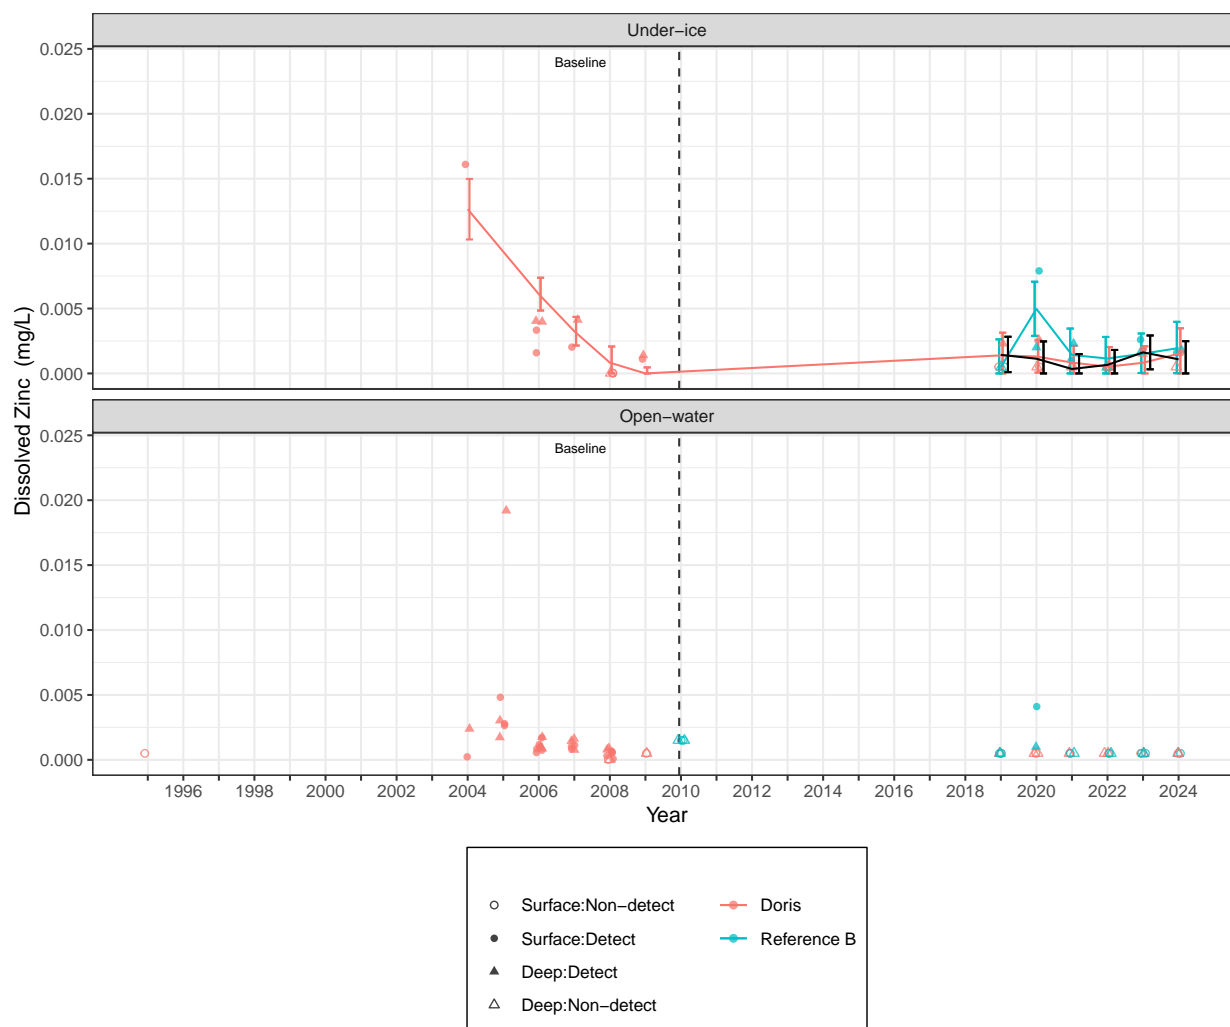 Under−ice
0.025
Baseline
0.020
0.015
0.010
0.005
0.000
Open−water
0.025
Baseline
0.020
0.015
0.010
0.005
0.000
Dissolved Zinc (mg/L)
1996 1998 2000 2002 2004 2006 2008 2010 2012 2014 2016 2018 2020 2022 2024
Year
Surface:Non−detect Doris
Surface:Detect Reference B
Deep:Detect
Deep:Non−detect